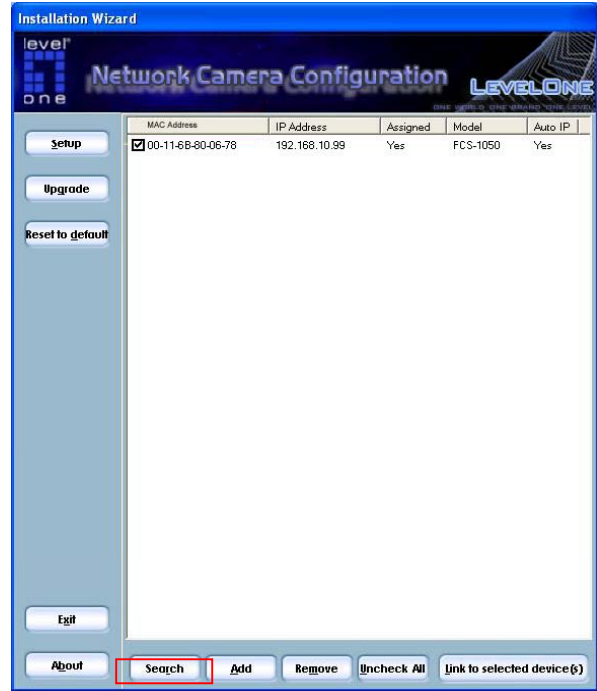 Installation Wizard
level
one
Network Camera Configuration
LEVELONE
ONE WORLD ONE BRAND ONE LEVEL
MAC Address IP Address Assigned Model Auto IP
00-11-6B-80-06-78 192.168.10.99 Yes FCS-1050 Yes
Setup
Upgrade
Reset to default
Exit
About
Search Add Remove Uncheck All Link to selected device(s)